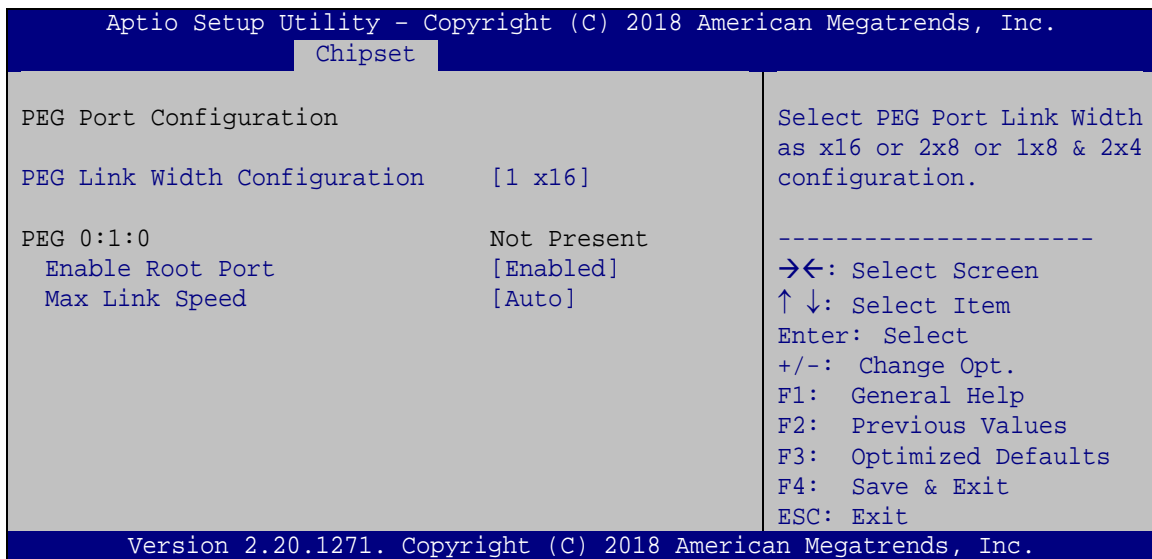 Aptio Setup Utility – Copyright (C) 2018 American Megatrends, Inc.
Chipset
PEG Port Configuration
PEG Link Width Configuration [1 x16]
PEG 0:1:0 Not Present
Enable Root Port [Enabled]
Max Link Speed [Auto]
Select PEG Port Link Width
as x16 or 2x8 or 1x8 & 2x4
configuration.
----------------------
→←: Select Screen
↑ ↓: Select Item
Enter: Select
+/-: Change Opt.
F1: General Help
F2: Previous Values
F3: Optimized Defaults
F4: Save & Exit
ESC: Exit
Version 2.20.1271. Copyright (C) 2018 American Megatrends, Inc.